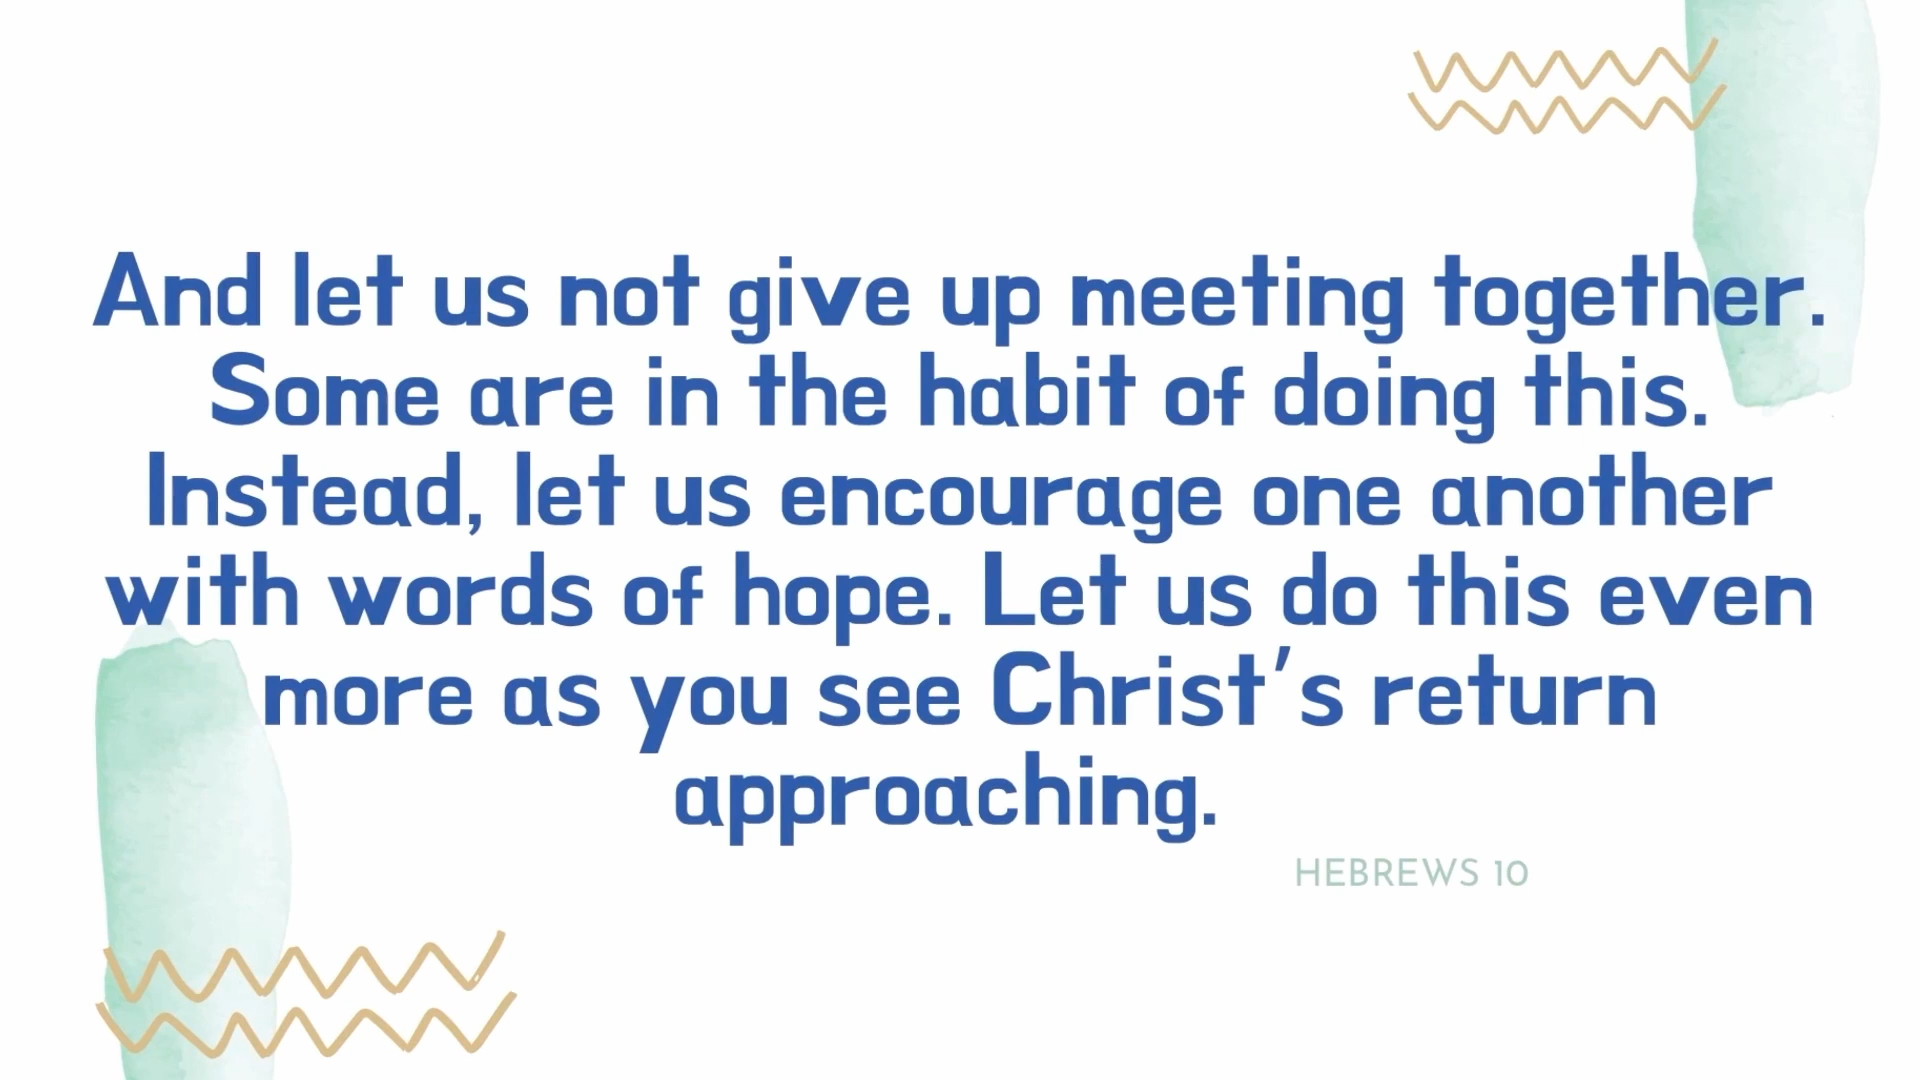 And let us not give up meeting together.
Some are in the habit of doing this.
Instead, let us encourage one another
with words of hope. Let us do this even
more as you see Christ's return
approaching.
HEBREWS 10